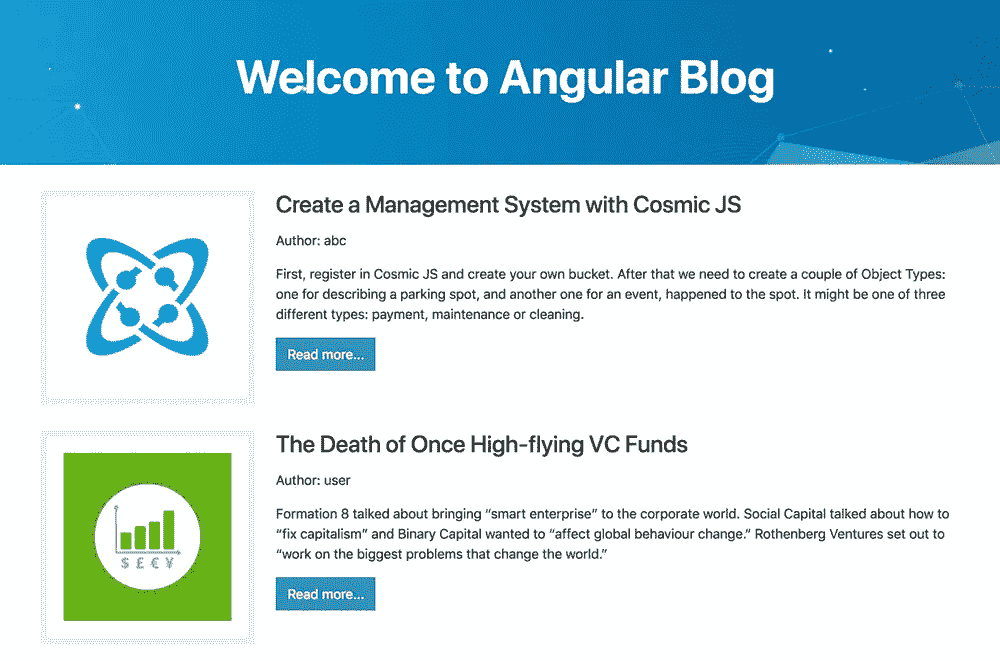 Welcome to Angular Blog
Create a Management System with Cosmic JS
Author: abc
First, register in Cosmic JS and create your own bucket. After that we need to create a couple of Object Types:
one for describing a parking spot, and another one for an event, happened to the spot. It might be one of three
different types: payment, maintenance or cleaning.
Read more...
The Death of Once High-flying VC Funds
Author: user
Formation 8 talked about bringing “smart enterprise” to the corporate world. Social Capital talked about how to
“fix capitalism” and Binary Capital wanted to “affect global behaviour change.” Rothenberg Ventures set out to
“work on the biggest problems that change the world.”
$ £ € ¥
Read more...